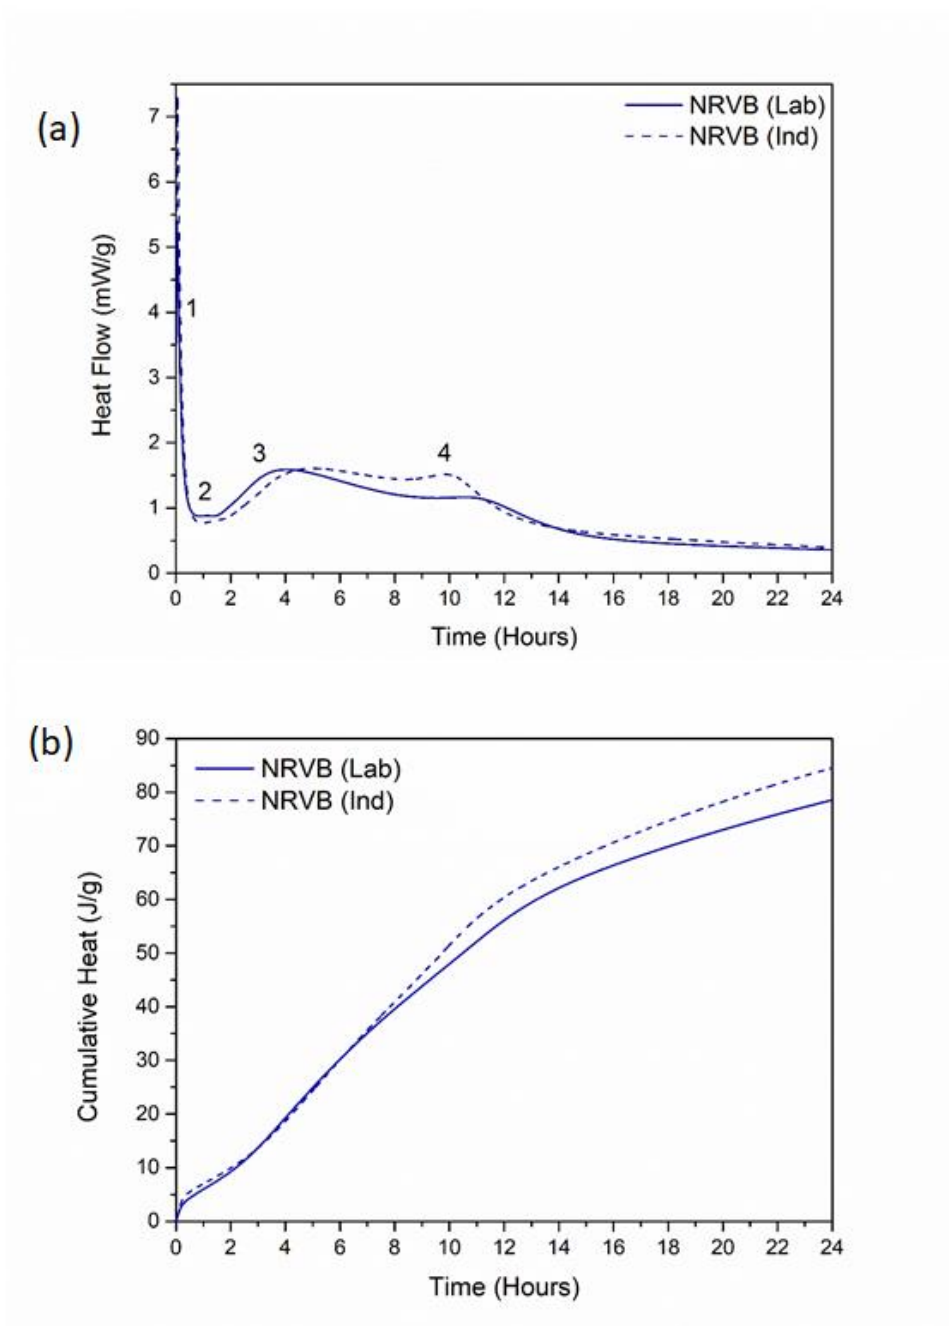 (a)
NRVB (Lab)
NRVB (Ind)
7
6
5
4
3
2
1
0
1
2
3
4
Heat Flow (mW/g)
0 2 4 6 8 10 12 14 16 18 20 22 24
Time (Hours)
(b)
NRVB (Lab)
NRVB (Ind)
90
80
70
60
50
40
30
20
10
0
Cumulative Heat (J/g)
0 2 4 6 8 10 12 14 16 18 20 22 24
Time (Hours)